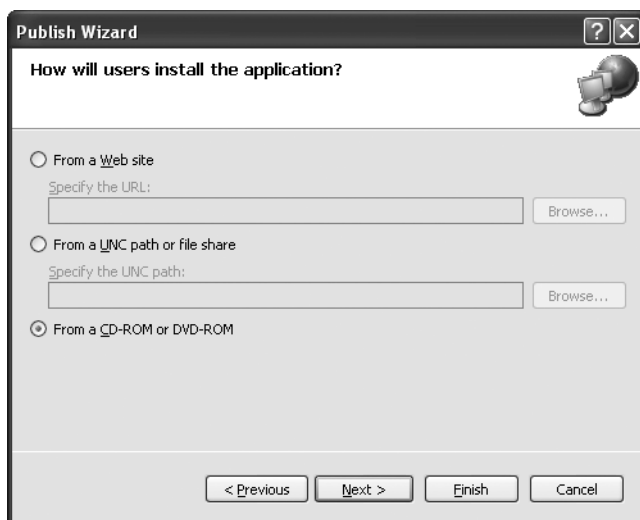 Publish Wizard
How will users install the application?
From a Web site
Specify the URL:
Browse...
From a UNC path or file share
Specify the UNC path:
Browse...
From a CD-ROM or DVD-ROM
< Previous Next > Finish Cancel